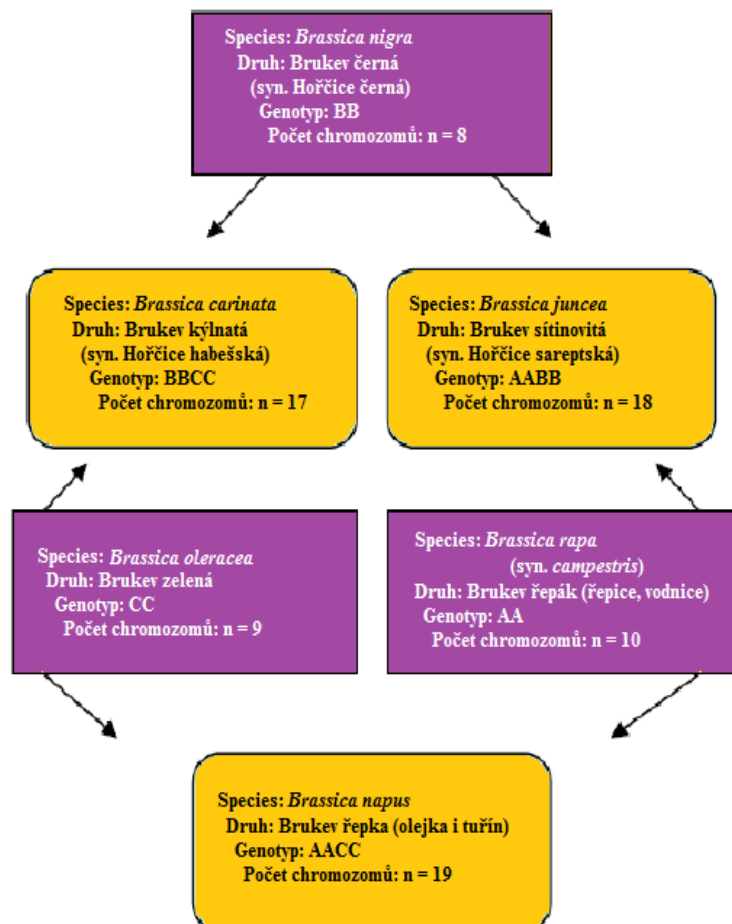 Species: Brassica nigra
Druh: Brukev černá
(syn. Hořčice černá)
Genotyp: BB
Počet chromozomů: n = 8
Species: Brassica carinata
Druh: Brukev kýlnatá
(syn. Hořčice habešská)
Genotyp: BBCC
Počet chromozomů: n = 17
Species: Brassica juncea
Druh: Brukev sítinovitá
(syn. Hořčice sareptská)
Genotyp: AABB
Počet chromozomů: n = 18
Species: Brassica oleracea
Druh: Brukev zelená
Genotyp: CC
Počet chromozomů: n = 9
Species: Brassica rapa
(syn. campestris)
Druh: Brukev řepák (řepice, vodnice)
Genotyp: AA
Počet chromozomů: n = 10
Species: Brassica napus
Druh: Brukev řepka (olejka i tuřín)
Genotyp: AACC
Počet chromozomů: n = 19